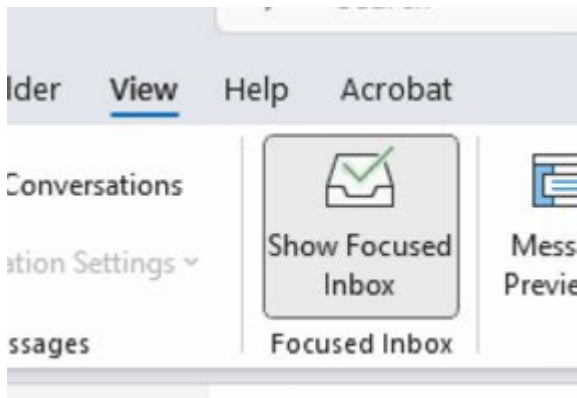 lder View Help Acrobat
Conversations
Show Focused
Inbox
Mess
Previe
ation Settings
ssages
Focused Inbox